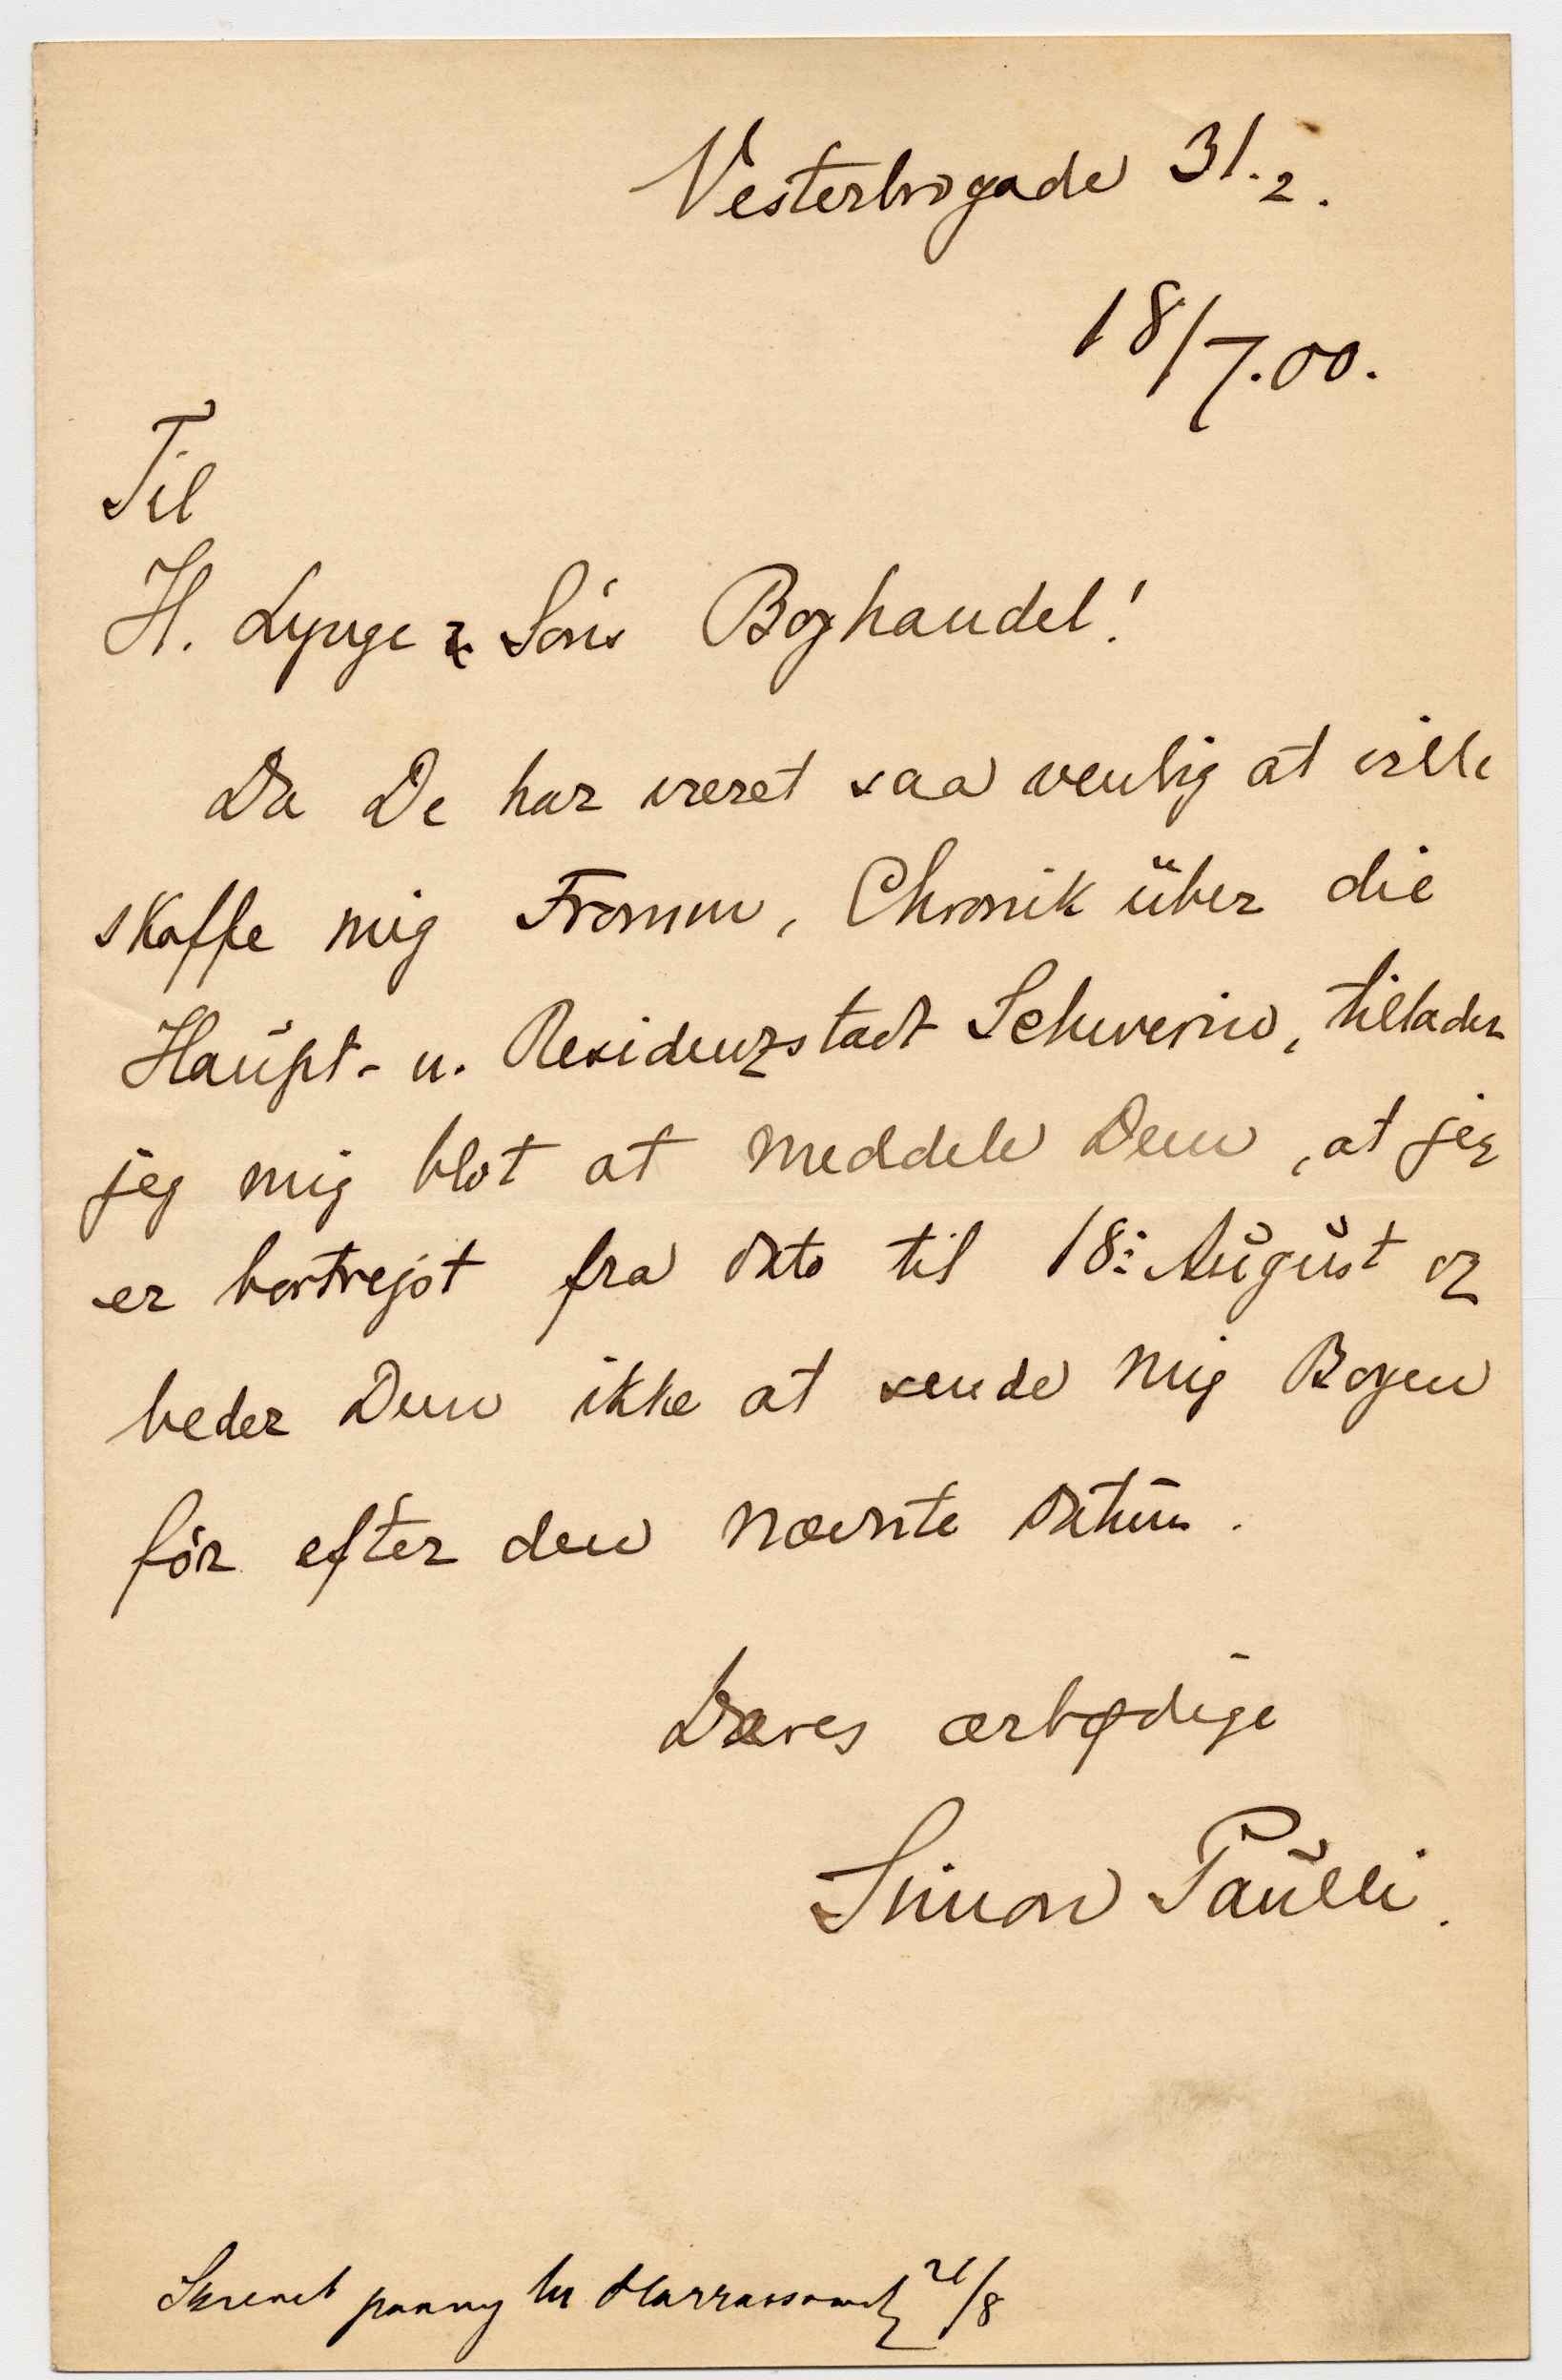 Vesterbrogade 31.2.
18/7.00.
Til
H. Lynge & Søns Boghandel!
Da De har været saa venlig at ville
skaffe mig Fromm, Chronik über die
Haupt- u. Residenzstadt Schwerin, tillader
jeg mig blot at meddele Dem, at jeg
er bortrejst fra Dato til 18: August og
beder Dem ikke at sende mig Bogen
før efter den nævnte Datum.
Deres ærbødige
Simon Paulli.
Skrevet paany til Harrassowitz 21/8